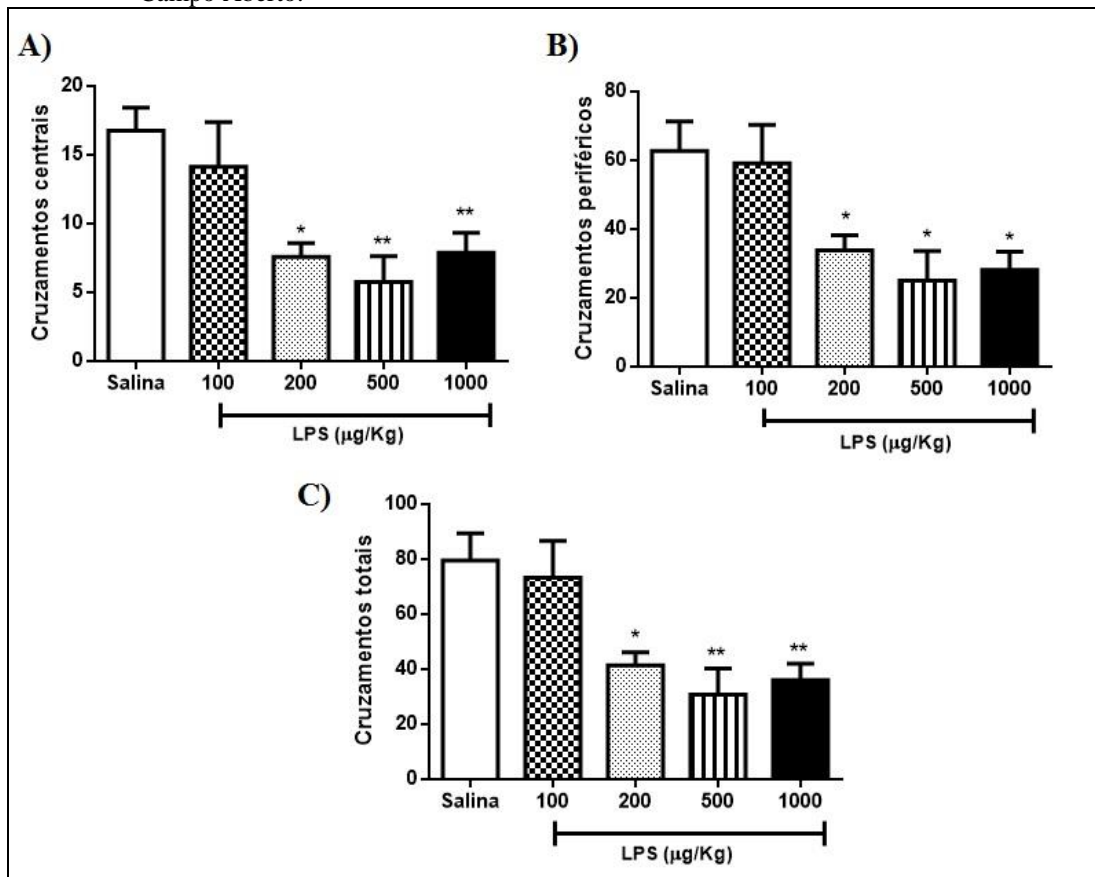 Campo Aberto.
A)
Cruzamentos centrais
20
15
10
5
0
*
**
**
Salina 100 200 500 1000
LPS (µg/Kg)
B)
Cruzamentos periféricos
80
60
40
20
0
*
*
*
Salina 100 200 500 1000
LPS (µg/Kg)
C)
Cruzamentos totais
100
80
60
40
20
0
*
**
**
Salina 100 200 500 1000
LPS (µg/Kg)